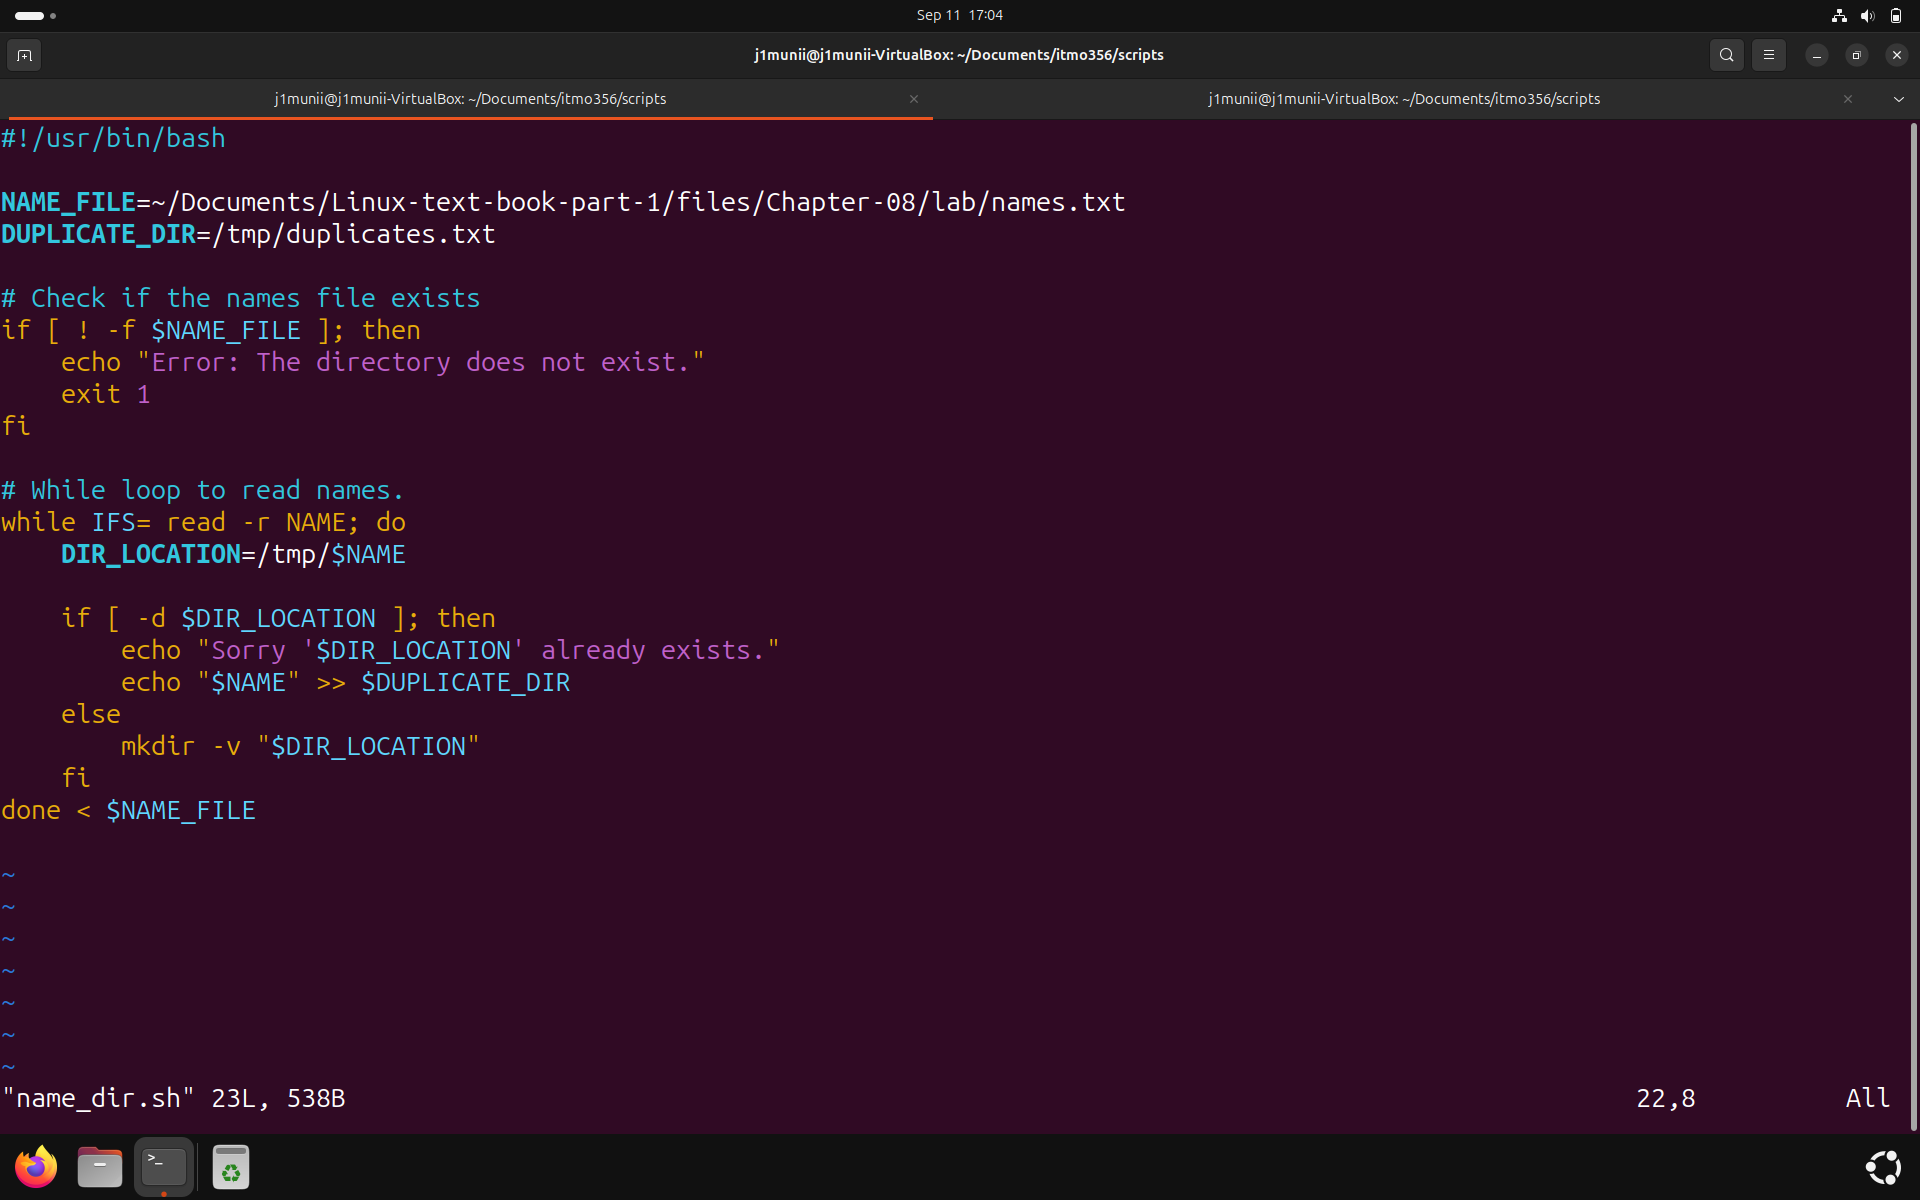 Sep 11  17:04
j1munii@j1munii-VirtualBox: ~/Documents/itmo356/scripts
j1munii@j1munii-VirtualBox: ~/Documents/itmo356/scripts
j1munii@j1munii-VirtualBox: ~/Documents/itmo356/scripts
#!/usr/bin/bash

NAME_FILE=~/Documents/Linux-text-book-part-1/files/Chapter-08/lab/names.txt
DUPLICATE_DIR=/tmp/duplicates.txt

# Check if the names file exists
if [ ! -f $NAME_FILE ]; then
    echo "Error: The directory does not exist."
    exit 1
fi

# While loop to read names.
while IFS= read -r NAME; do
    DIR_LOCATION=/tmp/$NAME

    if [ -d $DIR_LOCATION ]; then
        echo "Sorry '$DIR_LOCATION' already exists."
        echo "$NAME" >> $DUPLICATE_DIR
    else
        mkdir -v "$DIR_LOCATION"
    fi
done < $NAME_FILE

~
~
~
~
~
~
~
"name_dir.sh" 23L, 538B 22,8 All